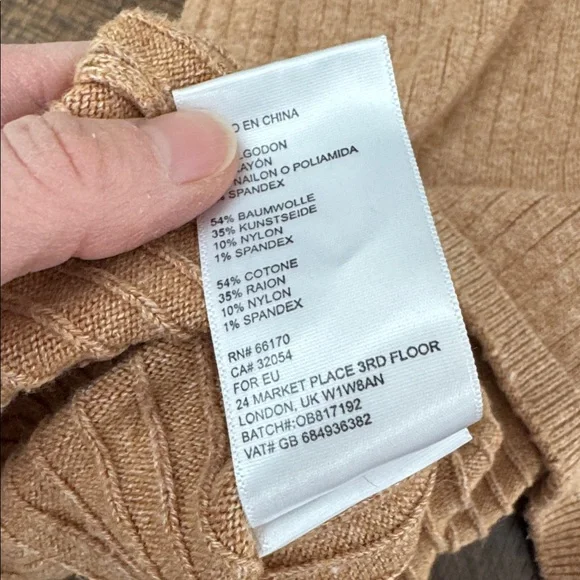 O EN CHINA
NAILON O POLIAMIDA
SPANDEX
54% BAUMWOLLE
35% KUNSTSEIDE
10% NYLON
1% SPANDEX
54% COTONE
35% RAION
10% NYLON
1% SPANDEX
RN# 66170
CA# 32054
FOR EU
24 MARKET PLACE 3RD FLOOR
LONDON, UK W1W8AN
BATCH#:OB817192
VAT# GB 684936382